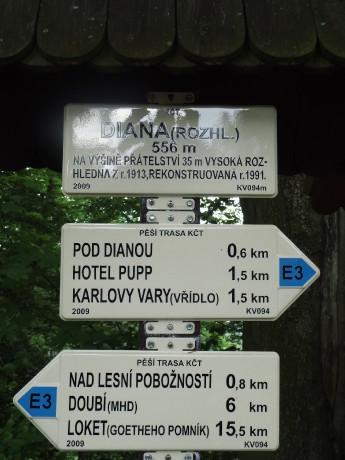 DIANA (ROZHL.)
556 m
NA VÝŠINĚ PŘÁTELSTVÍ 35 m VYSOKÁ ROZ-
HLEDNA Z r.1913, REKONSTRUOVANÁ r.1991.
2009 KV094m
PĚŠÍ TRASA KČT
POD DIANOU 0,6 km
HOTEL PUPP 1,5 km
KARLOVY VARY (VŘÍDLO) 1,5 km
E3
2009 KV094
PĚŠÍ TRASA KČT
NAD LESNÍ POBOŽNOSTÍ 0,8 km
DOUBÍ (MHD) 6 km
LOKET (GOETHEHO POMNÍK) 15,5 km
E3
2009 KV094